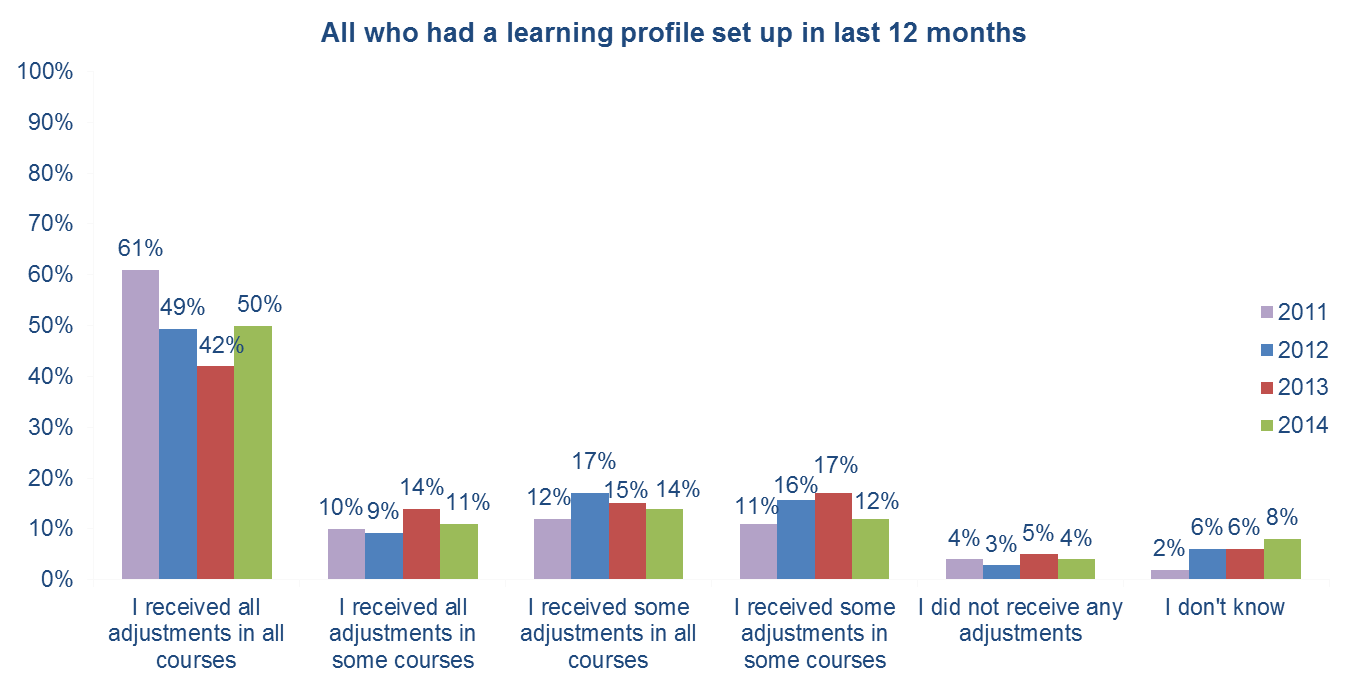 All who had a learning profile set up in last 12 months
100%
90%
80%
70%
60%
50%
40%
30%
20%
10%
0%
61%
49%
42%
50%
10%
9%
14%
11%
12%
17%
15%
14%
11%
16%
17%
12%
4%
3%
5%
4%
2%
6%
6%
8%
2011
2012
2013
2014
I received all
adjustments in all
courses
I received all
adjustments in
some courses
I received some
adjustments in all
courses
I received some
adjustments in
some courses
I did not receive any
adjustments
I don't know